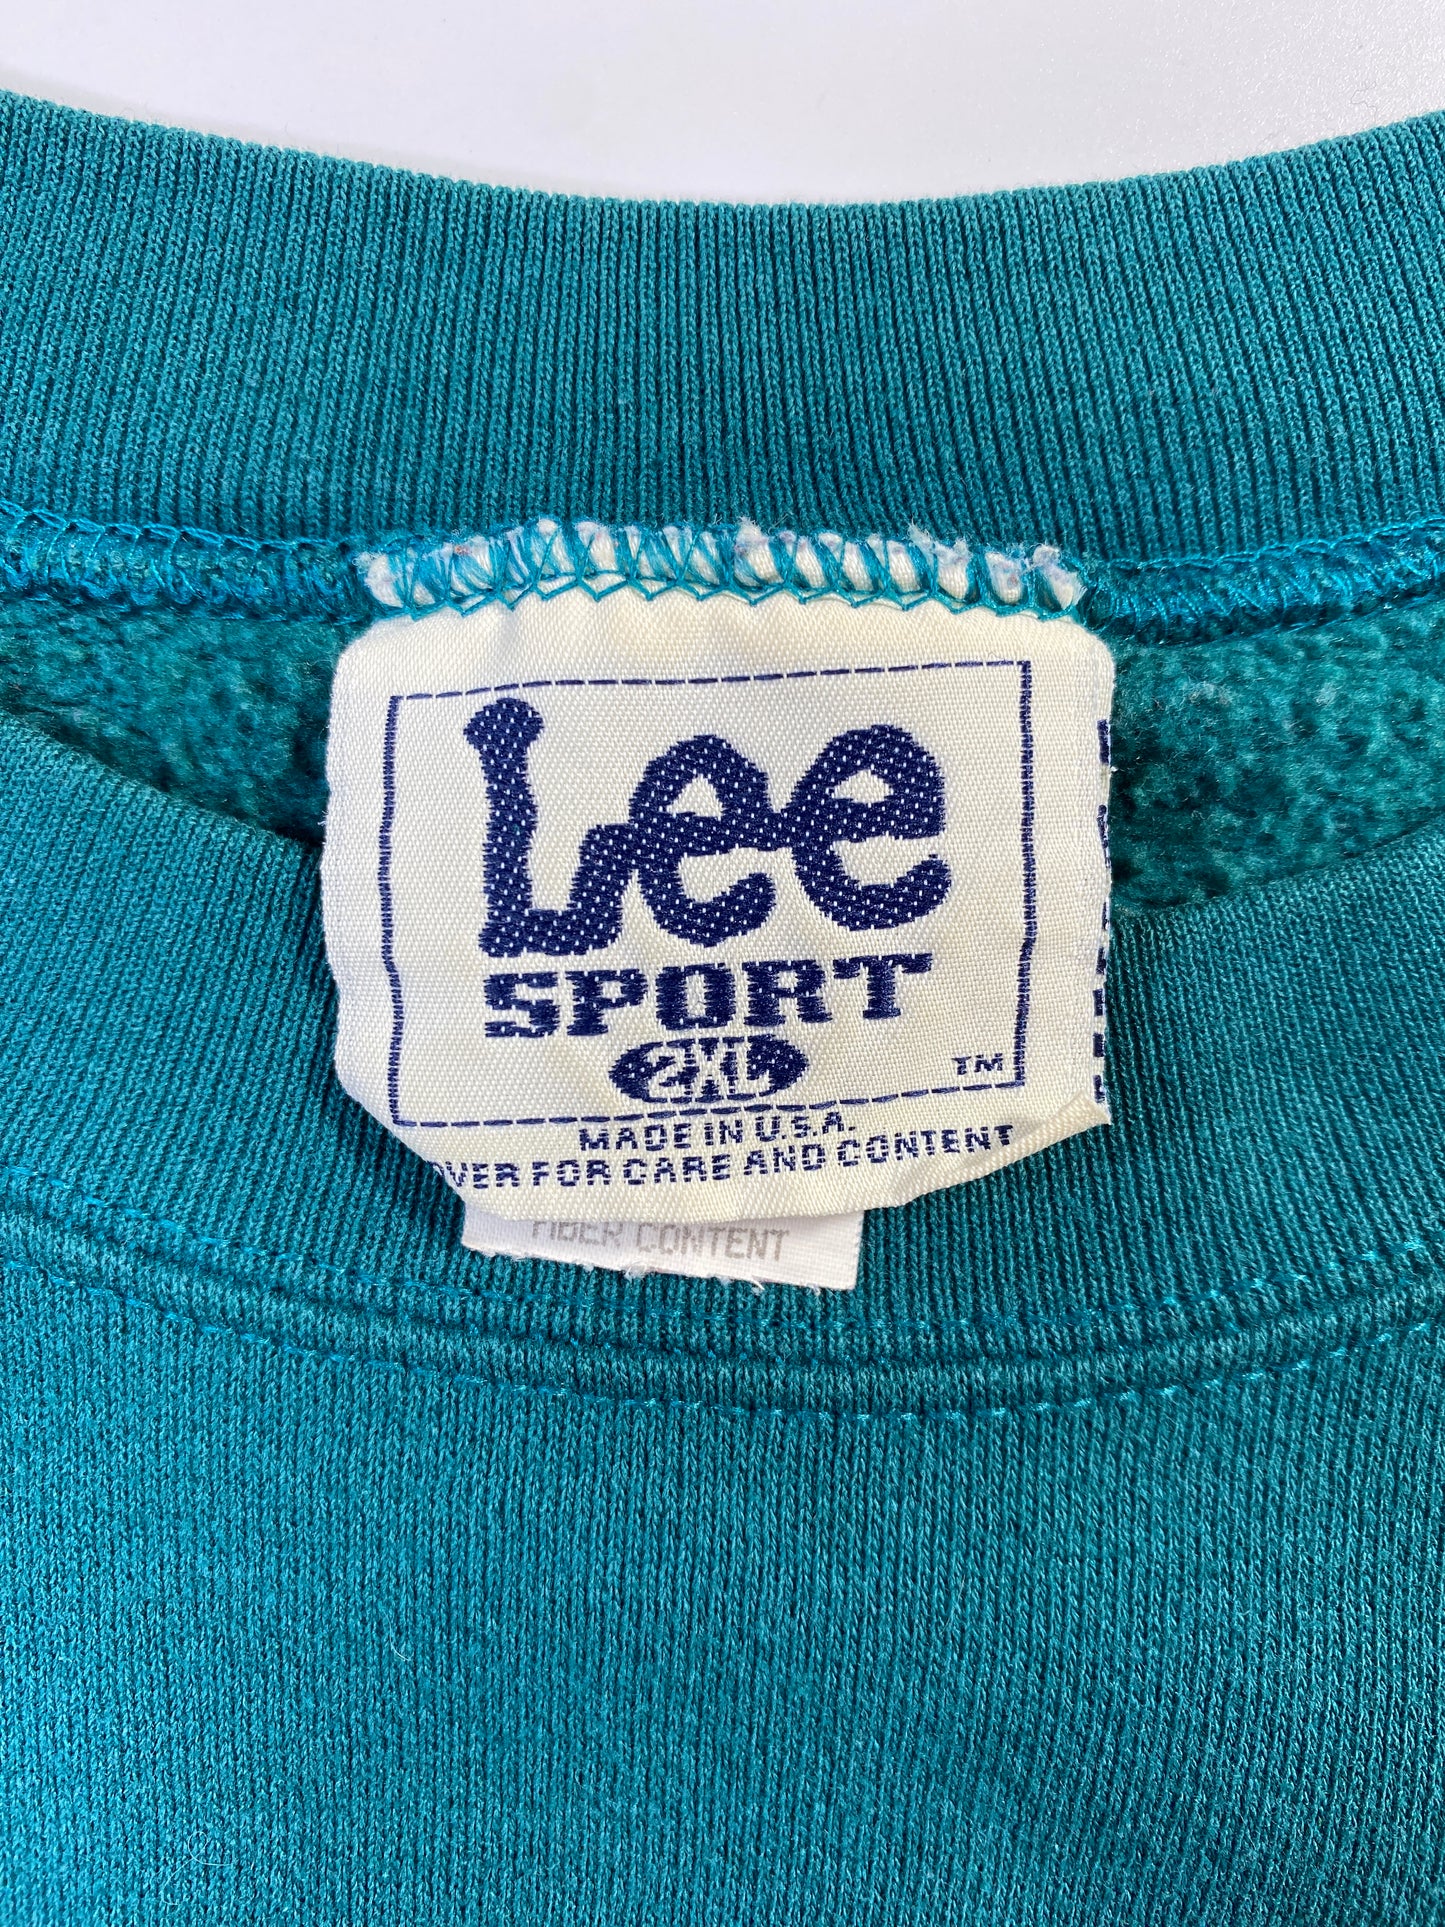 Lee
SPORT
2XL
TM
MADE IN U.S.A.
OVER FOR CARE AND CONTENT
FIBER CONTENT